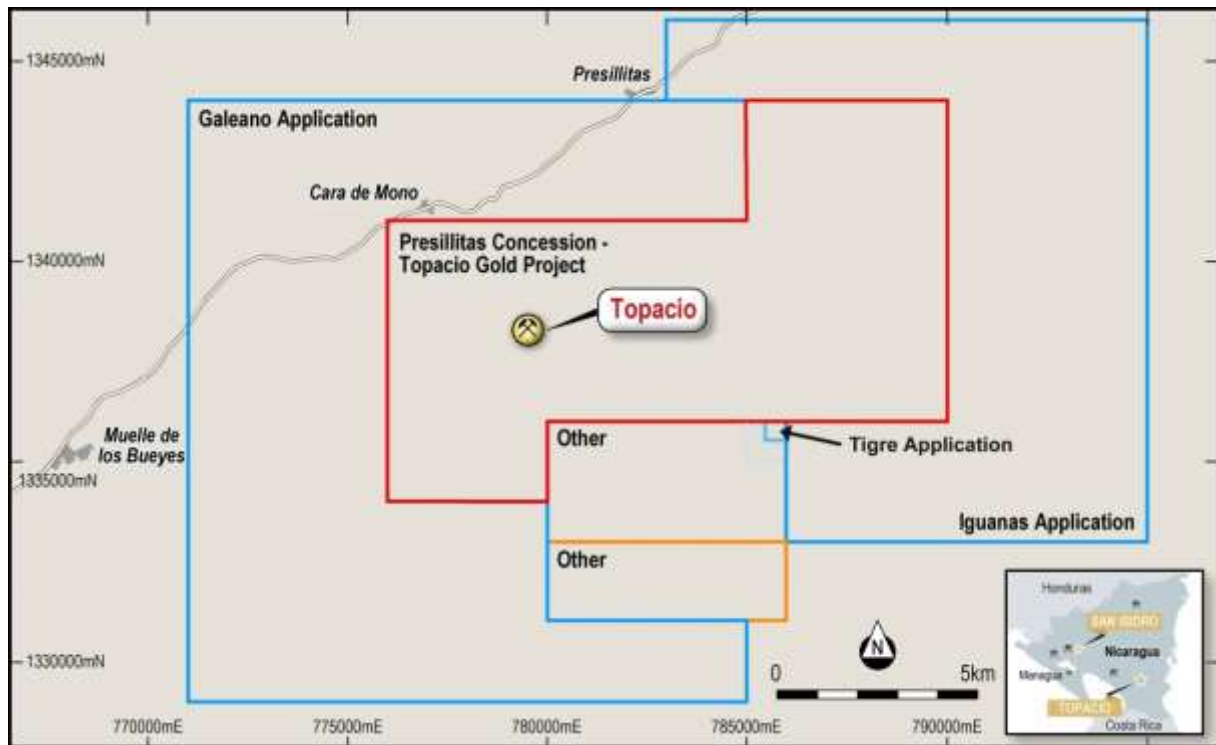 1345000mN
Presillitas
Galeano Application
Cara de Mono
Presillitas Concession -
Topacio Gold Project
1340000mN
Topacio
Muelle de
los Bueyes
Other
Tigre Application
1335000mN
Iguanas Application
Other
Honduras
SAN ISIDRO
Nicaragua
Managua
TOPACIO
Costa Rica
N
0
5km
1330000mN
770000mE
775000mE
780000mE
785000mE
790000mE